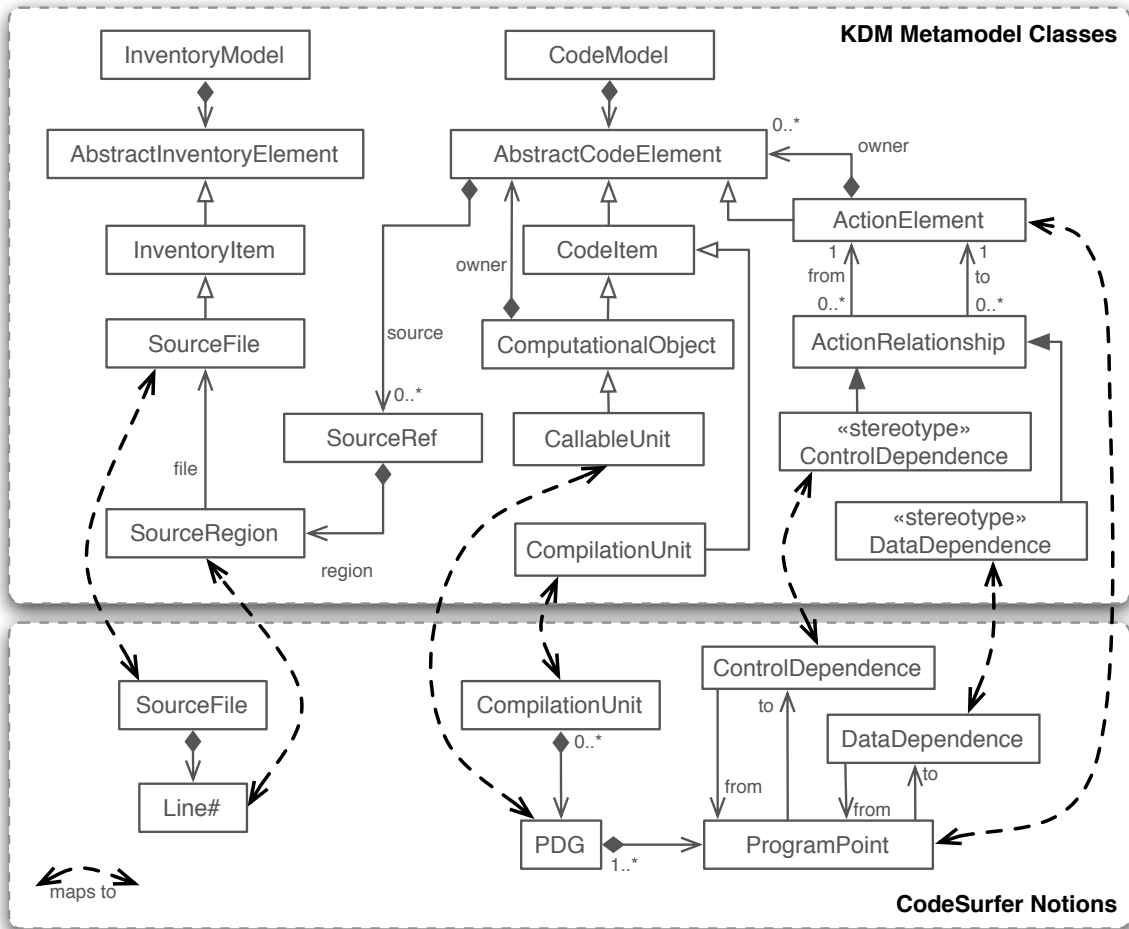 KDM Metamodel Classes
InventoryModel
CodeModel
0..*
AbstractInventoryElement
AbstractCodeElement
owner
ActionElement
InventoryItem
owner
CodeItem
1
1
from
to
0..*
0..*
SourceFile
source
ComputationalObject
ActionRelationship
0..*
SourceRef
CallableUnit
«stereotype»
ControlDependence
file
SourceRegion
region
CompilationUnit
«stereotype»
DataDependence
SourceFile
CompilationUnit
ControlDependence
to
0..*
DataDependence
Line#
from
to
from
PDG
1..*
ProgramPoint
maps to
CodeSurfer Notions